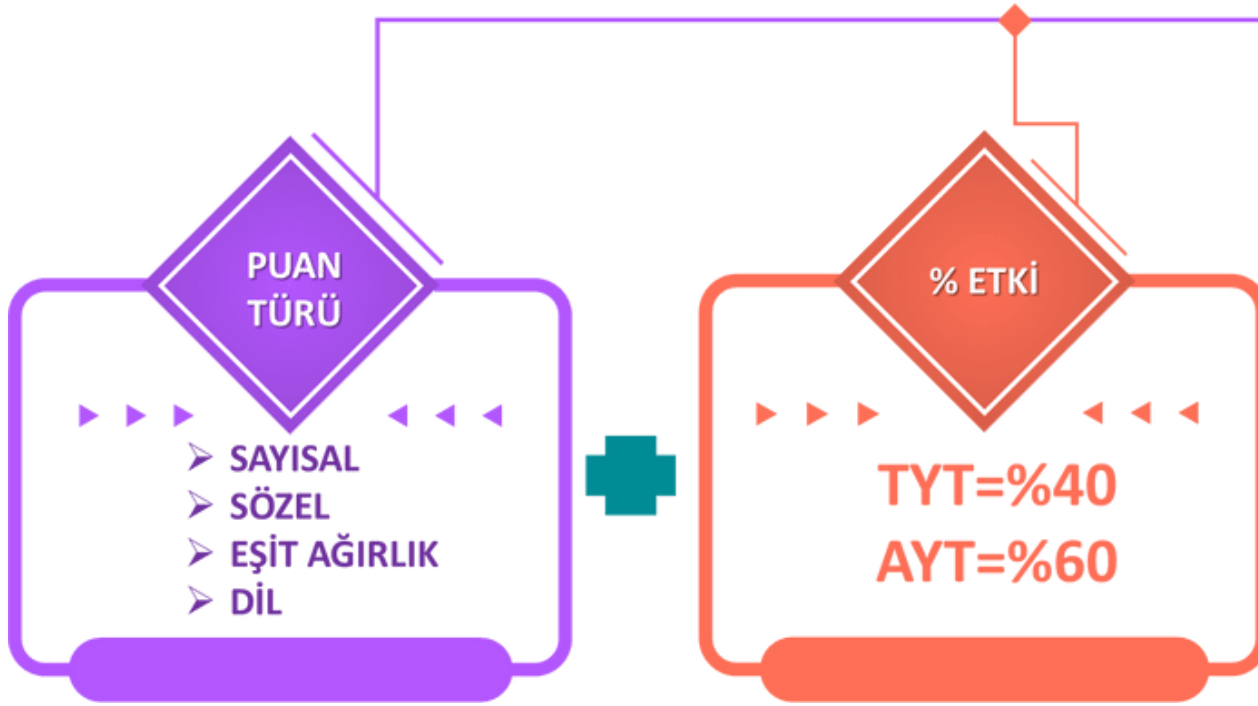 PUAN
TÜRÜ
SAYISAL
SÖZEL
EŞİT AĞIRLIK
DİL
% ETKİ
TYT=%40
AYT=%60